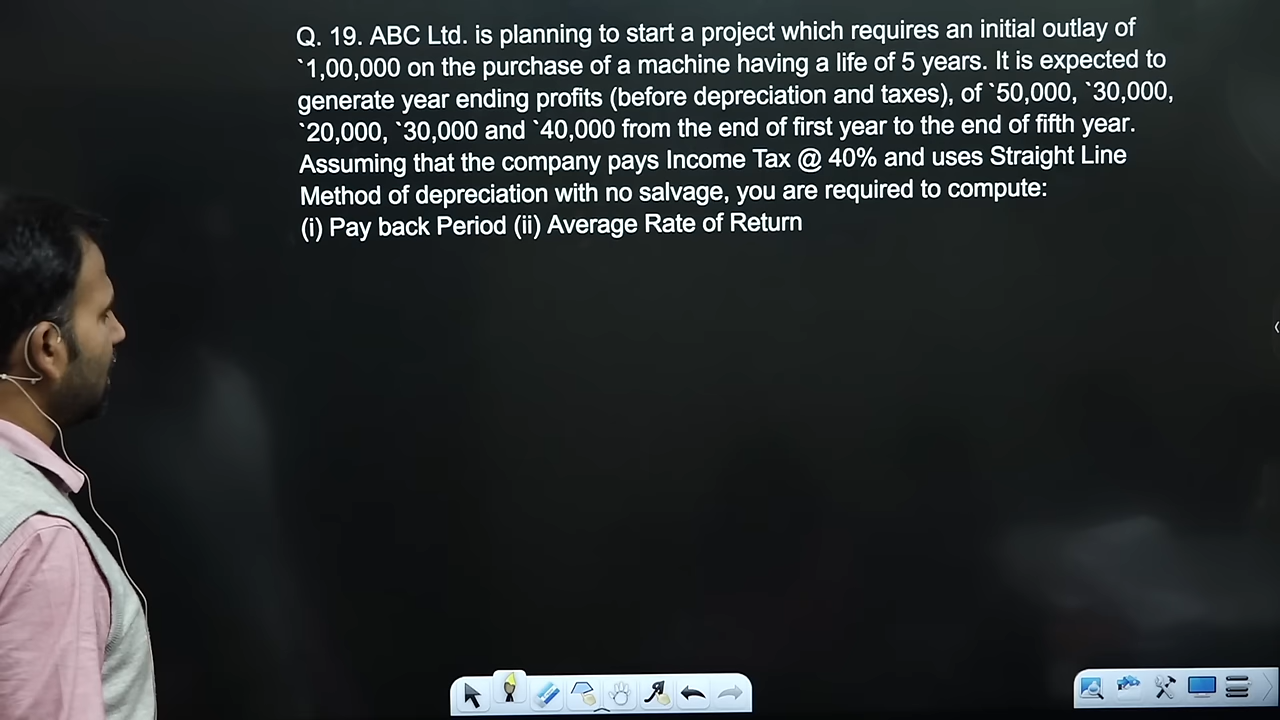 Q. 19. ABC Ltd. is planning to start a project which requires an initial outlay of
`1,00,000 on the purchase of a machine having a life of 5 years. It is expected to
generate year ending profits (before depreciation and taxes), of `50,000, `30,000,
`20,000, `30,000 and `40,000 from the end of first year to the end of fifth year.
Assuming that the company pays Income Tax @ 40% and uses Straight Line
Method of depreciation with no salvage, you are required to compute:
(i) Pay back Period (ii) Average Rate of Return